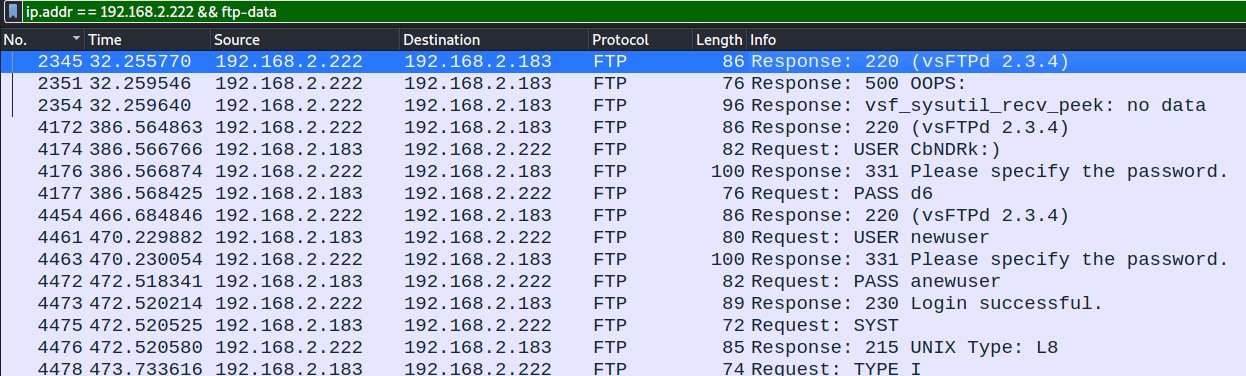 ip.addr == 192.168.2.222 && ftp-data
No. Time Source Destination Protocol Length Info
2345 32.255770 192.168.2.222 192.168.2.183 FTP 86 Response: 220 (vsFTPd 2.3.4)
2351 32.259546 192.168.2.222 192.168.2.183 FTP 76 Response: 500 OOPS:
2354 32.259640 192.168.2.222 192.168.2.183 FTP 96 Response: vsf_sysutil_recv_peek: no data
4172 386.564863 192.168.2.222 192.168.2.183 FTP 86 Response: 220 (vsFTPd 2.3.4)
4174 386.566766 192.168.2.183 192.168.2.222 FTP 82 Request: USER CbNDRk:)
4176 386.566874 192.168.2.222 192.168.2.183 FTP 100 Response: 331 Please specify the password.
4177 386.568425 192.168.2.183 192.168.2.222 FTP 76 Request: PASS d6
4454 466.684846 192.168.2.222 192.168.2.183 FTP 86 Response: 220 (vsFTPd 2.3.4)
4461 470.229882 192.168.2.183 192.168.2.222 FTP 80 Request: USER newuser
4463 470.230054 192.168.2.222 192.168.2.183 FTP 100 Response: 331 Please specify the password.
4472 472.518341 192.168.2.183 192.168.2.222 FTP 82 Request: PASS anewuser
4473 472.520214 192.168.2.222 192.168.2.183 FTP 89 Response: 230 Login successful.
4475 472.520525 192.168.2.183 192.168.2.222 FTP 72 Request: SYST
4476 472.520580 192.168.2.222 192.168.2.183 FTP 85 Response: 215 UNIX Type: L8
4478 473.733616 192.168.2.183 192.168.2.222 FTP 74 Request: TYPE I